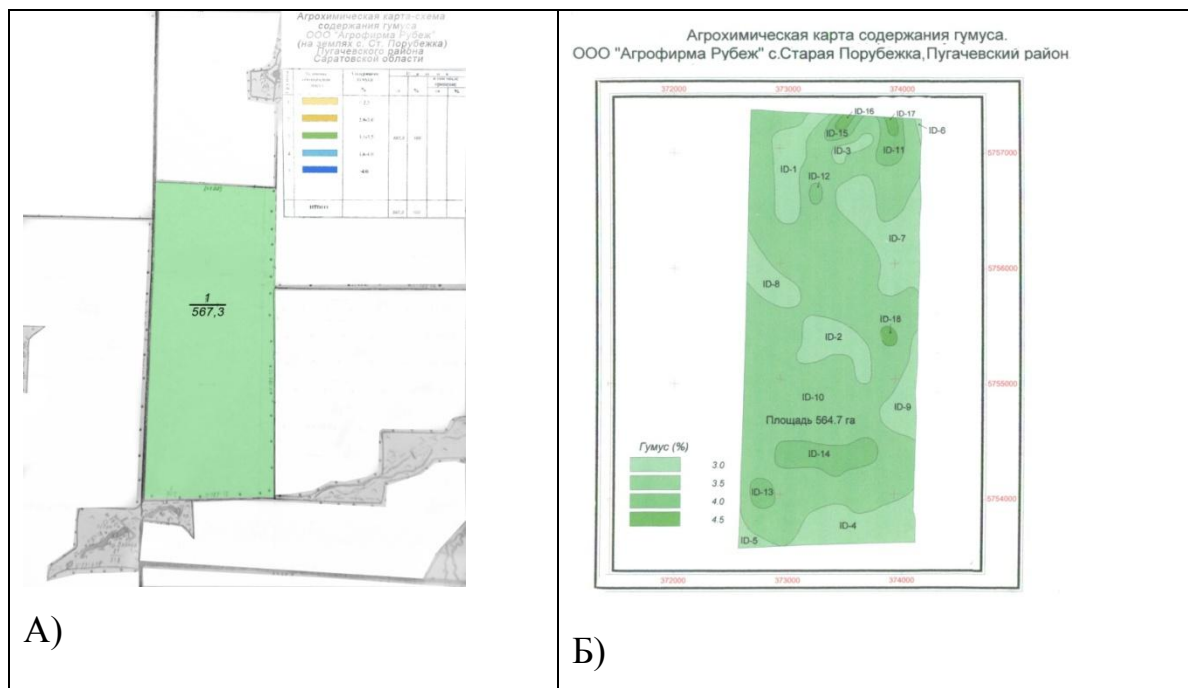 Агрохимическая карта-схема
содержания гумуса
ООО "Агрофирма Рубеж"
(на землях с. Ст. Порубежка)
Пугачевского района
Саратовской области
%
%
%
1
567,3
А)
Агрохимическая карта содержания гумуса.
ООО "Агрофирма Рубеж" с.Старая Порубежка,Пугачевский район
372000
373000
374000
ID-16
ID-17
ID-6
ID-15
ID-3
ID-11
5757000
ID-1
ID-12
ID-7
5756000
ID-8
ID-18
ID-2
5755000
ID-10
ID-9
Площадь 564.7 га
Гумус (%)
3.0
3.5
4.0
4.5
ID-14
ID-13
5754000
ID-4
ID-5
372000
373000
374000
Б)